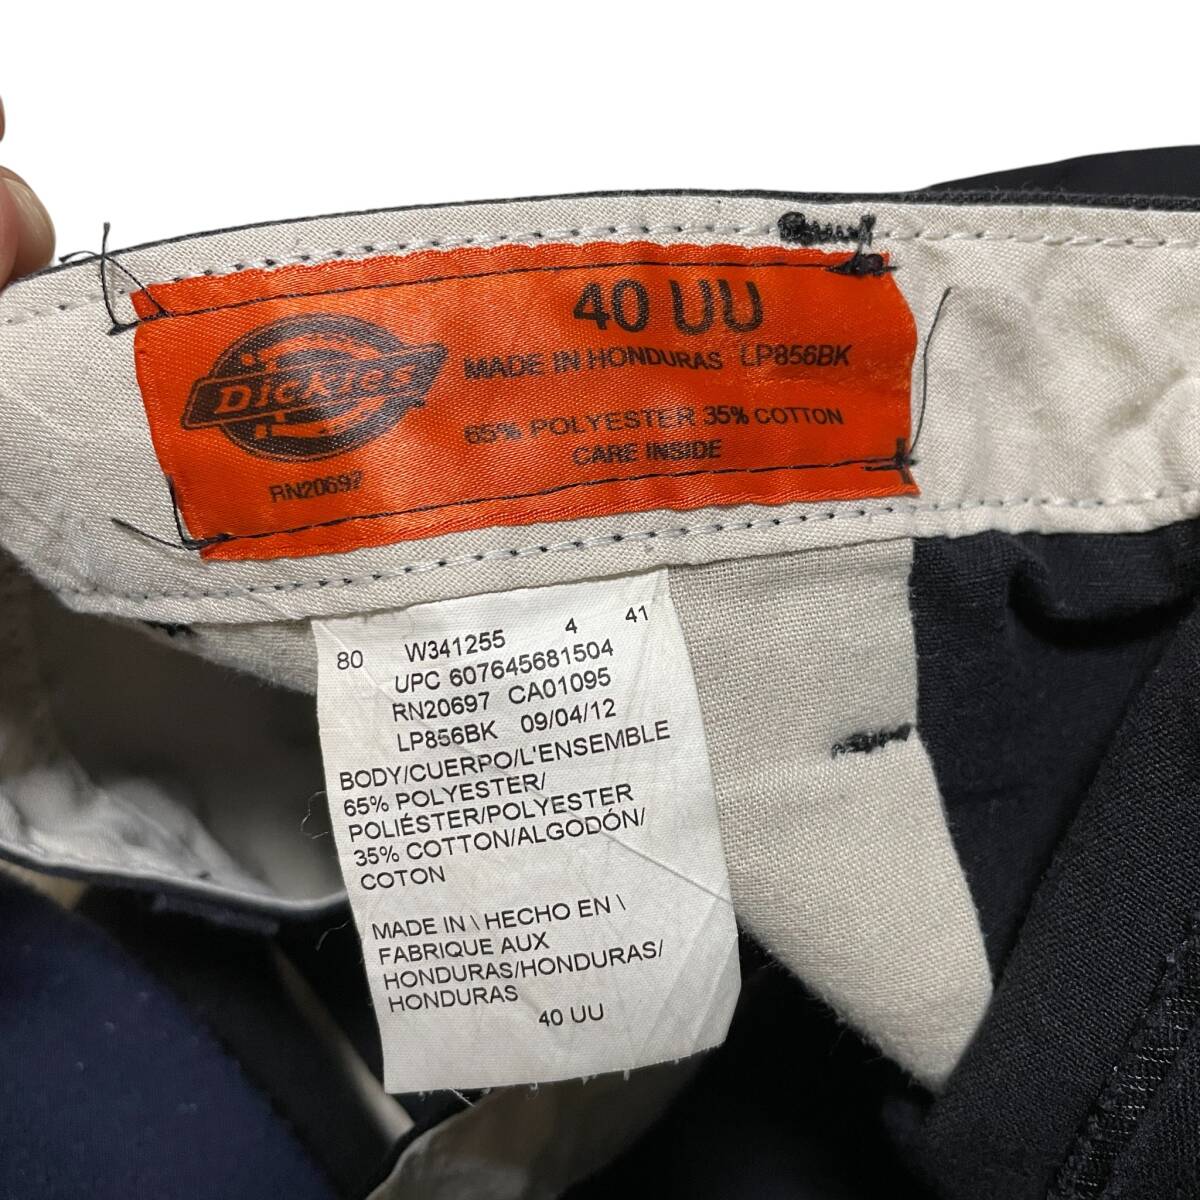 40 UU
Dickies
MADE IN HONDURAS LP856BK
65% POLYESTER 35% COTTON
CARE INSIDE
RN20697
80 W341255 4 41
UPC 607645681504
RN20697 CA01095
LP856BK 09/04/12
BODY/CUERPO/L'ENSEMBLE
65% POLYESTER/
POLIÉSTER/POLYESTER
35% COTTON/ALGODÓN/
COTON
MADE IN \ HECHO EN \
FABRIQUE AUX
HONDURAS/HONDURAS/
HONDURAS
40 UU